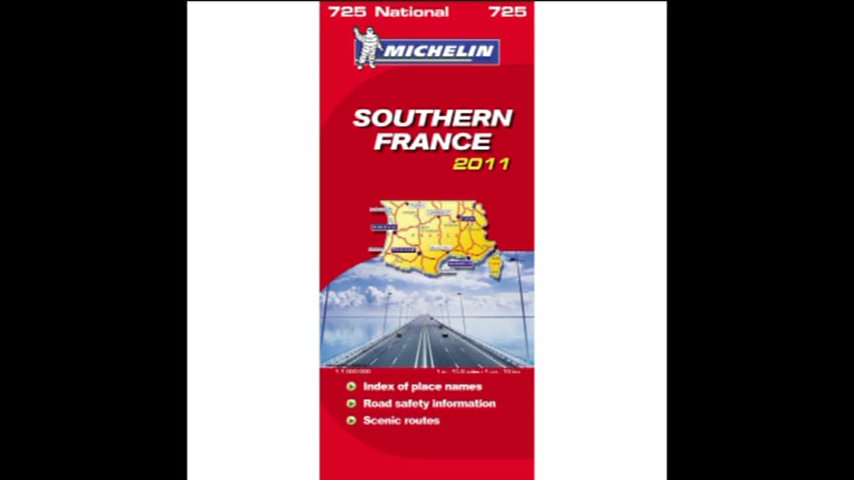 725 National 725
MICHELIN
SOUTHERN
FRANCE
2011
Index of place names
Road safety information
Scenic routes